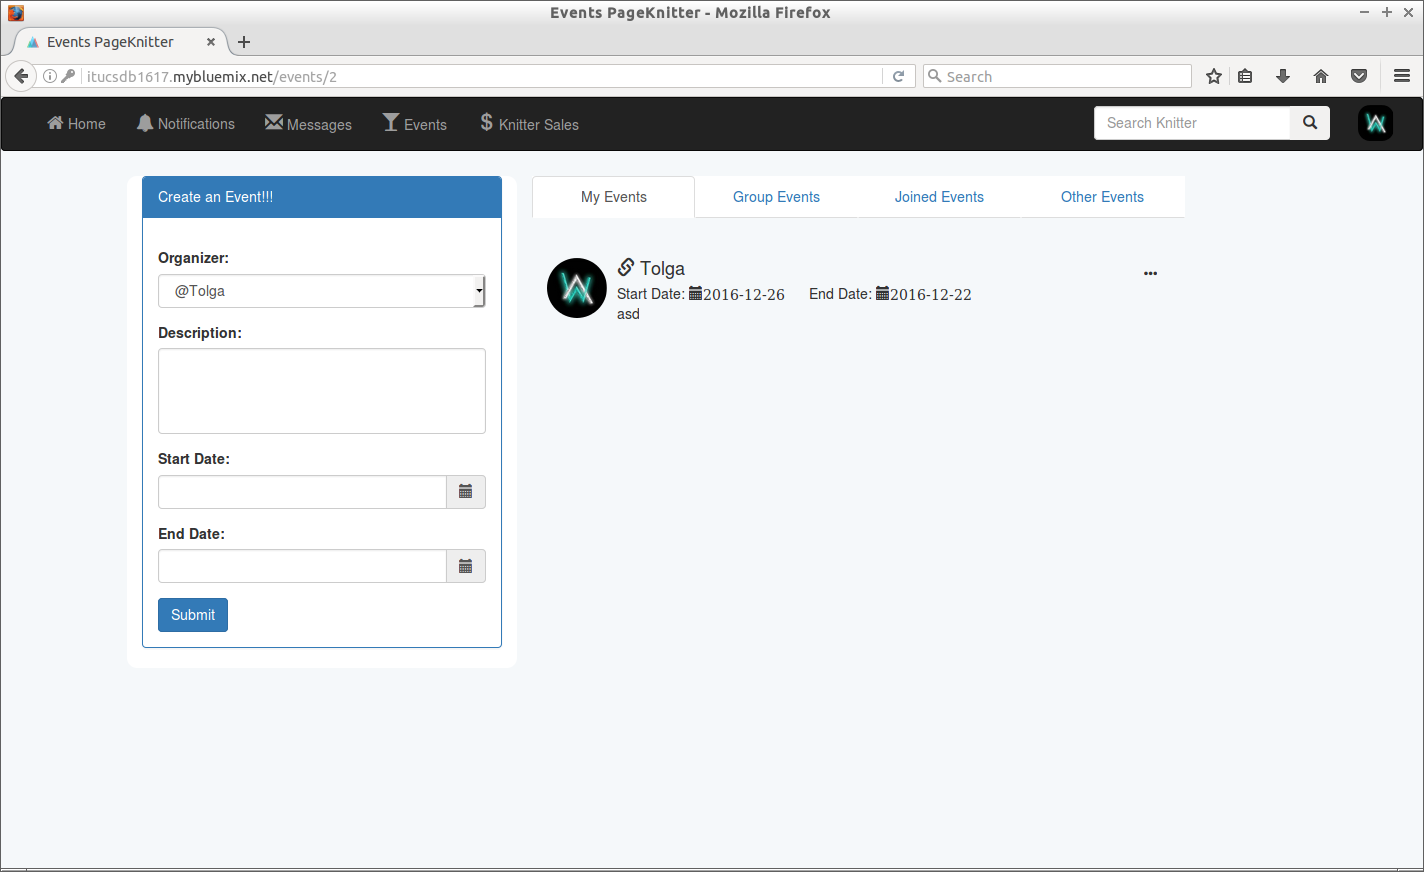 Events PageKnitter - Mozilla Firefox
Events PageKnitter
itucsdb1617.mybluemix.net/events/2 Search
Home Notifications Messages Events $ Knitter Sales Search Knitter
Create an Event!!!
Organizer:
@Tolga
Description:
Start Date:
End Date:
Submit
My Events Group Events Joined Events Other Events
Tolga ...
Start Date: 2016-12-26 End Date: 2016-12-22
asd